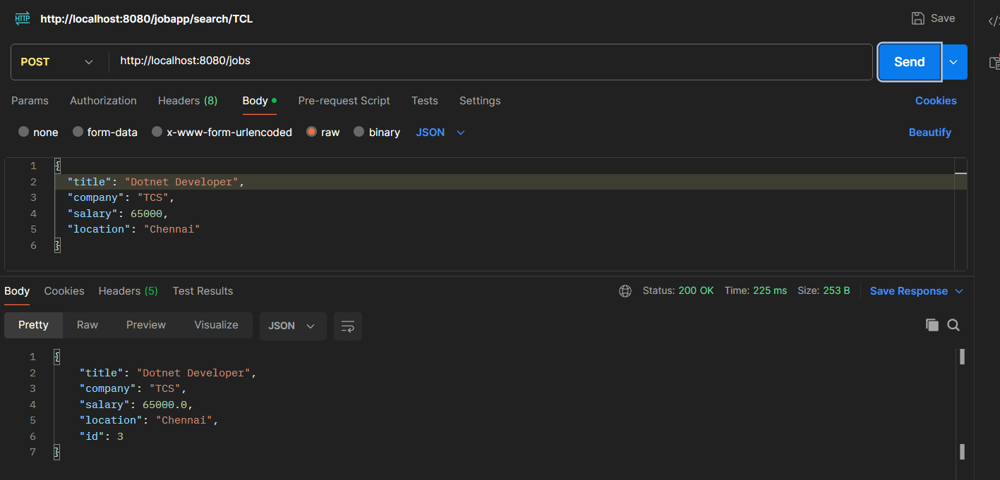 HTTP http://localhost:8080/jobapp/search/TCL Save
POST http://localhost:8080/jobs Send
Params Authorization Headers (8) Body Pre-request Script Tests Settings Cookies
none form-data x-www-form-urlencoded raw binary JSON Beautify
1 {
2 "title": "Dotnet Developer",
3 "company": "TCS",
4 "salary": 65000,
5 "location": "Chennai"
6 }
Body Cookies Headers (5) Test Results Status: 200 OK Time: 225 ms Size: 253 B Save Response
Pretty Raw Preview Visualize JSON
1 {
2 "title": "Dotnet Developer",
3 "company": "TCS",
4 "salary": 65000.0,
5 "location": "Chennai",
6 "id": 3
7 }